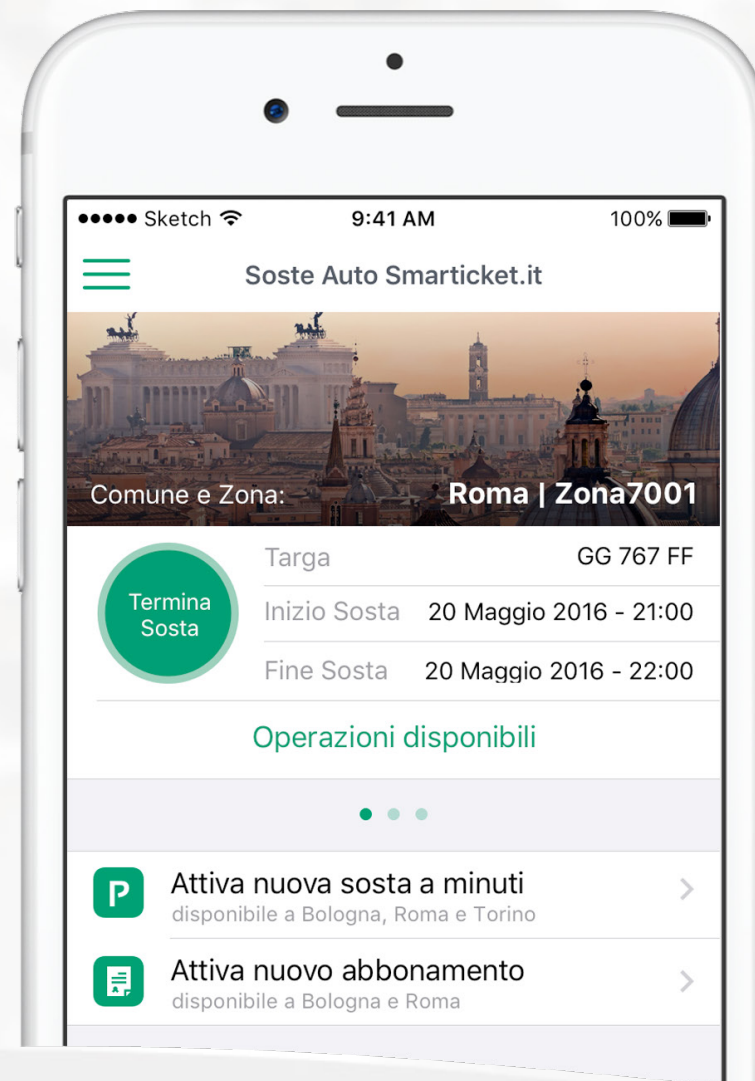 Sketch 9:41 AM 100%
Soste Auto Smarticket.it
Comune e Zona: Roma | Zona7001
Termina
Sosta
Targa GG 767 FF
Inizio Sosta 20 Maggio 2016 - 21:00
Fine Sosta 20 Maggio 2016 - 22:00
Operazioni disponibili
P
Attiva nuova sosta a minuti
disponibile a Bologna, Roma e Torino
Attiva nuovo abbonamento
disponibile a Bologna e Roma